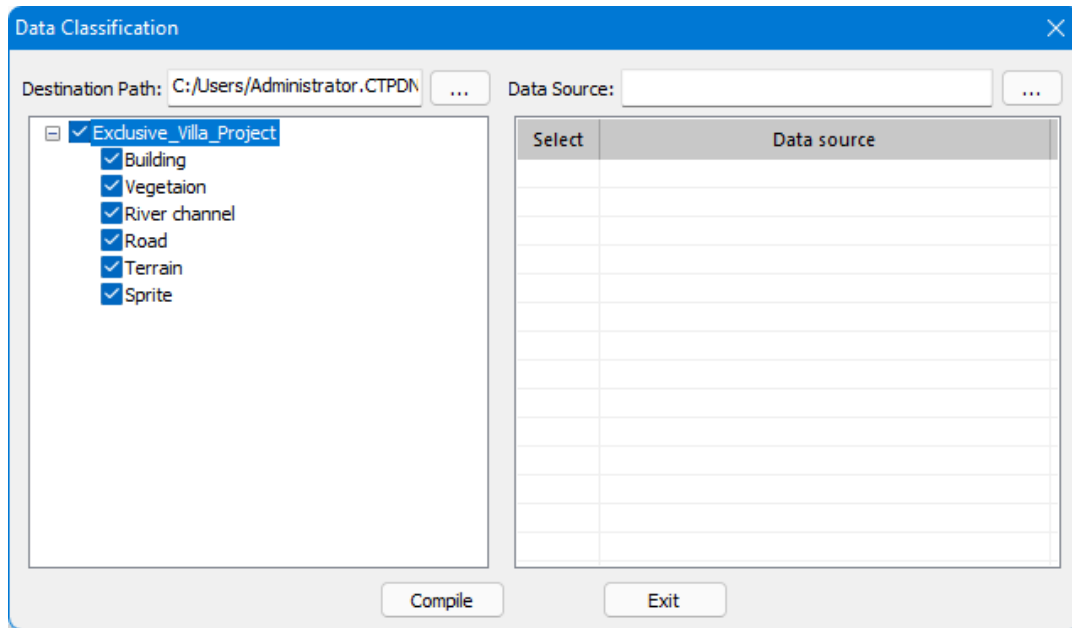 Data Classification
Destination Path: C:/Users/Administrator.CTPDN ... Data Source: ...
Exclusive_Villa_Project
Building
Vegetaion
River channel
Road
Terrain
Sprite
Select Data source
Compile Exit